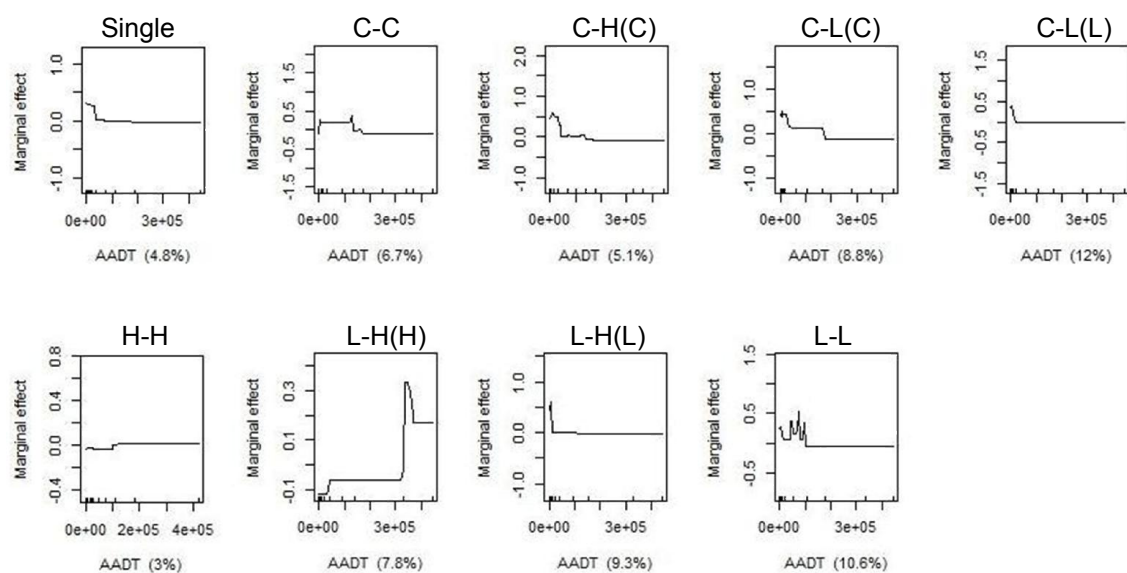 Single C-C C-H(C) C-L(C) C-L(L)
Marginal effect Marginal effect Marginal effect Marginal effect Marginal effect
1.0 0.0 -1.0
1.5 0.5 -0.5 -1.5
2.0 1.0 0.0 -1.0
1.0 0.0 -1.0
1.5 0.5 -0.5 -1.5
0e+00 3e+05 0e+00 3e+05 0e+00 3e+05 0e+00 3e+05 0e+00 3e+05
AADT (4.8%) AADT (6.7%) AADT (5.1%) AADT (8.8%) AADT (12%)
H-H L-H(H) L-H(L) L-L
Marginal effect Marginal effect Marginal effect Marginal effect
0.8 0.4 0.0 -0.4
0.3 0.1 -0.1
1.0 0.0 -1.0
1.5 0.5 -0.5
0e+00 2e+05 4e+05 0e+00 3e+05 0e+00 3e+05 0e+00 3e+05
AADT (3%) AADT (7.8%) AADT (9.3%) AADT (10.6%)